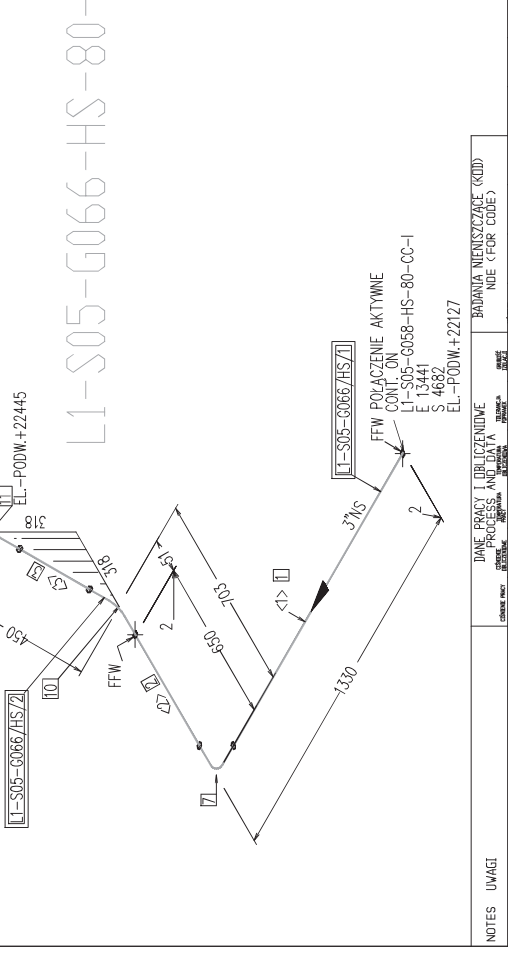 L1-S05-G066-HS-80-
11
EL.-PODW.+22445
318
3
<3>
318
450
51
703
L1-S05-G066/HS/2
10
FFW
2
650
2
<2>
7
L1-S05-G066/HS/1
FFW POŁĄCZENIE AKTYWNE
CONT. ON
L1-S05-G058-HS-80-CC-I
E 13441
S 4682
EL.-PODW.+22127
3"NS
<1> 1
2
1330
NOTES UWAGI
DANE PRACY I OBLICZENIOWE
PROCESS AND DATA
BADANIA NIENISZCZĄCE (KOD)
NDE (FOR CODE)